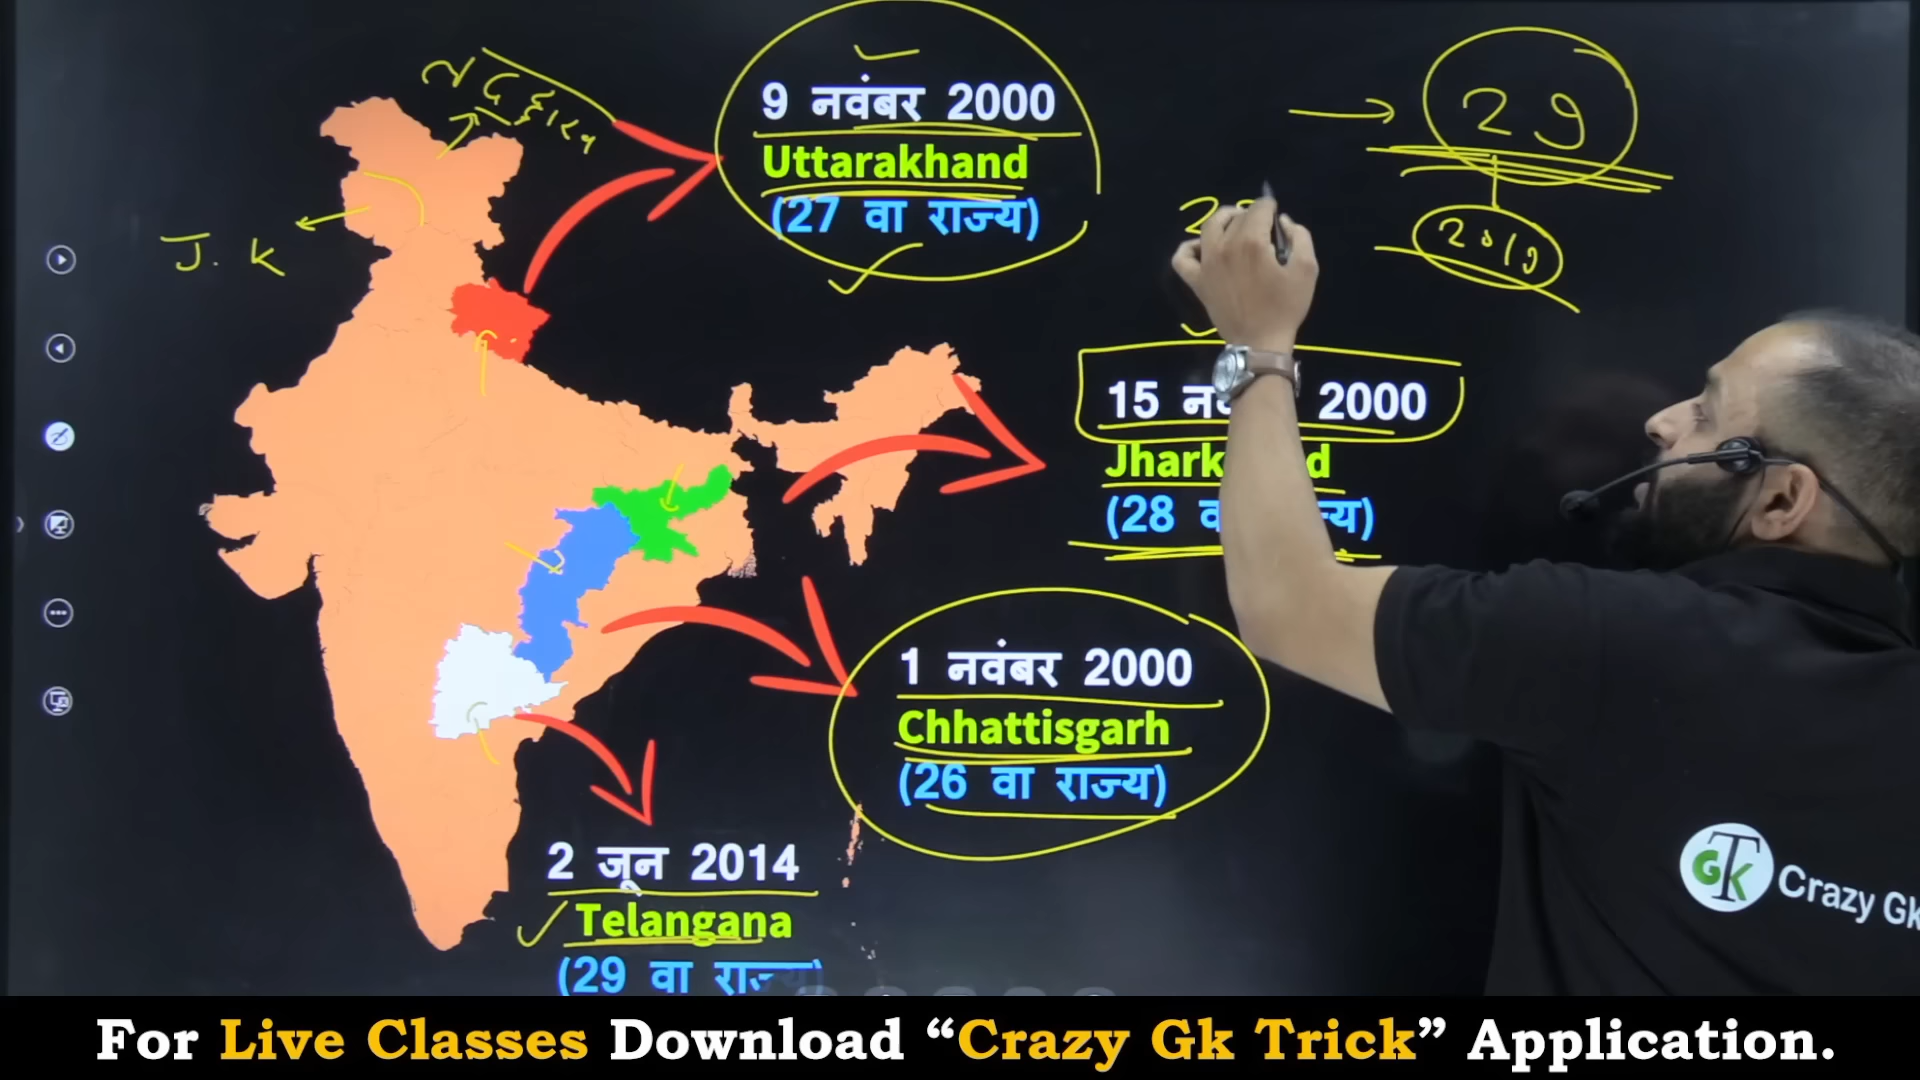 9 नवंबर 2000
Uttarakhand
(27 वा राज्य)
29
2019
J. K
15 2000
(28
1 नवंबर 2000
Chhattisgarh
(26 वा राज्य)
2 जून 2014
Telangana
(29 वा
GTK Crazy Gk
For Live Classes Download “Crazy Gk Trick” Application.